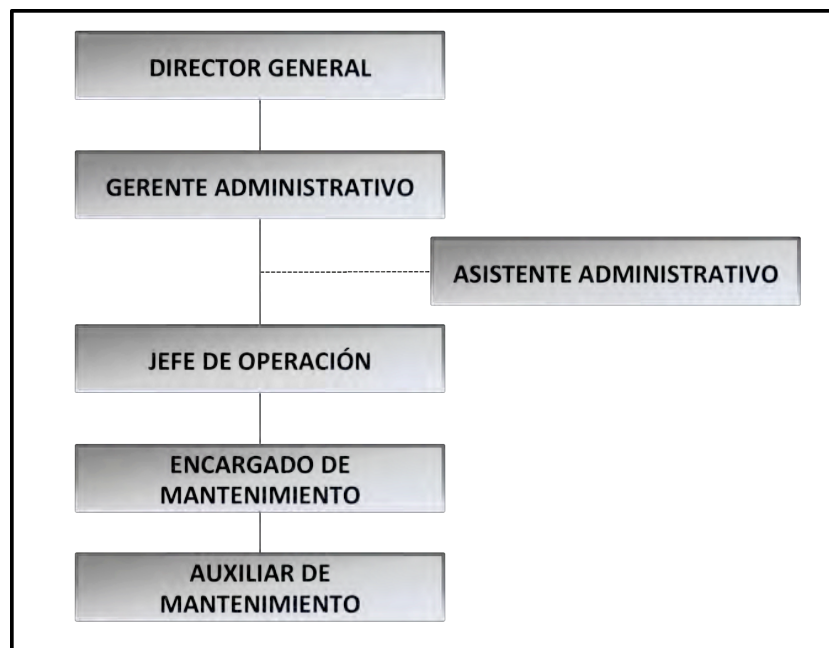 DIRECTOR GENERAL
GERENTE ADMINISTRATIVO
ASISTENTE ADMINISTRATIVO
JEFE DE OPERACIÓN
ENCARGADO DE
MANTENIMIENTO
AUXILIAR DE
MANTENIMIENTO